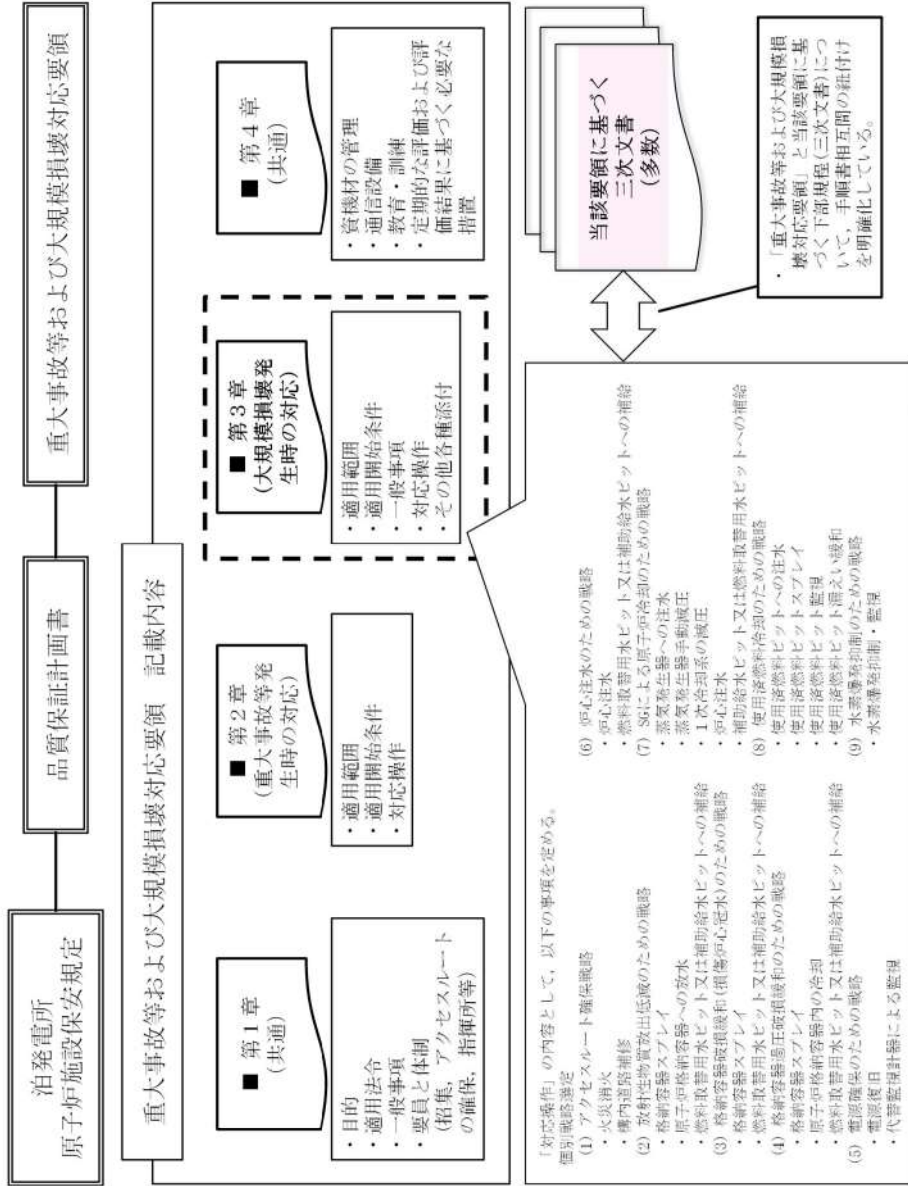 泊発電所
原子炉施設保安規定
品質保証計画書
重大事故等および大規模損壊対応要領
重大事故等および大規模損壊対応要領 記載内容
■ 第1章
(共通)
・目的
・適用法令
・一般事項
・要員と体制
(招集，アクセスルート
の確保，指揮所等)
■ 第2章
(重大事故等発
生時の対応)
・適用範囲
・適用開始条件
・対応操作
■ 第3章
(大規模損壊発
生時の対応)
・適用範囲
・適用開始条件
・一般事項
・対応操作
・その他各種添付
■ 第4章
(共通)
・資機材の管理
・通信設備
・教育・訓練
・定期的な評価および評
価結果に基づく必要な
措置
「対応操作」の内容として，以下の事項を定める。
個別戦略選定
(1) アクセスルート確保戦略
・火災消火
・構内道路補修
(2) 放射性物質放出低減のための戦略
・格納容器スプレイ
・原子炉格納容器への放水
・燃料取替用水ピット又は補助給水ピットへの補給
(3) 格納容器破損緩和(損傷炉心冠水)のための戦略
・格納容器スプレイ
・燃料取替用水ピット又は補助給水ピットへの補給
(4) 格納容器過圧破損緩和のための戦略
・格納容器スプレイ
・原子炉格納容器内の冷却
・燃料取替用水ピット又は補助給水ピットへの補給
(5) 電源確保のための戦略
・電源復旧
・代替監視計器による監視
(6) 炉心注水のための戦略
・炉心注水
・燃料取替用水ピット又は補助給水ピットへの補給
(7) SGによる原子炉冷却のための戦略
・蒸気発生器への注水
・蒸気発生器手動減圧
・1次冷却系の減圧
・炉心注水
・補助給水ピット又は燃料取替用水ピットへの補給
(8) 使用済燃料冷却のための戦略
・使用済燃料ピットへの注水
・使用済燃料ピットスプレイ
・使用済燃料ピット監視
・使用済燃料ピット漏えい緩和
(9) 水素爆発抑制のための戦略
・水素爆発抑制・監視
当該要領に基づく
三次文書
(多数)
・「重大事故等および大規模損
壊対応要領」と当該要領に基
づく下部規程(三次文書)につ
いて，手順書相互間の紐付け
を明確化している。